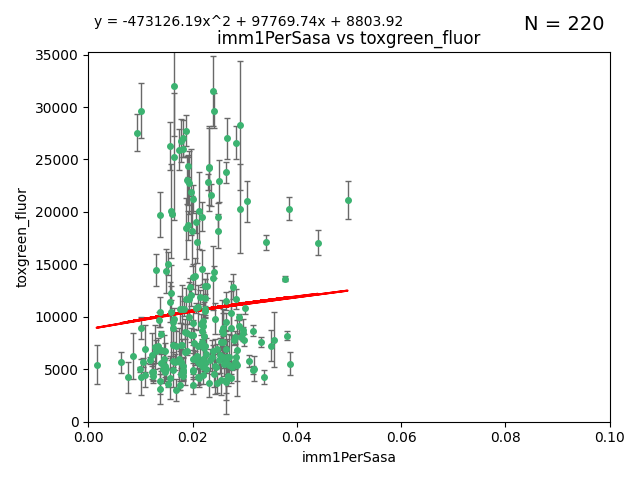 y = -473126.19x^2 + 97769.74x + 8803.92
N = 220
imm1PerSasa vs toxgreen_fluor
35000
30000
25000
20000
15000
10000
5000
0
toxgreen_fluor
0.00 0.02 0.04 0.06 0.08 0.10
imm1PerSasa